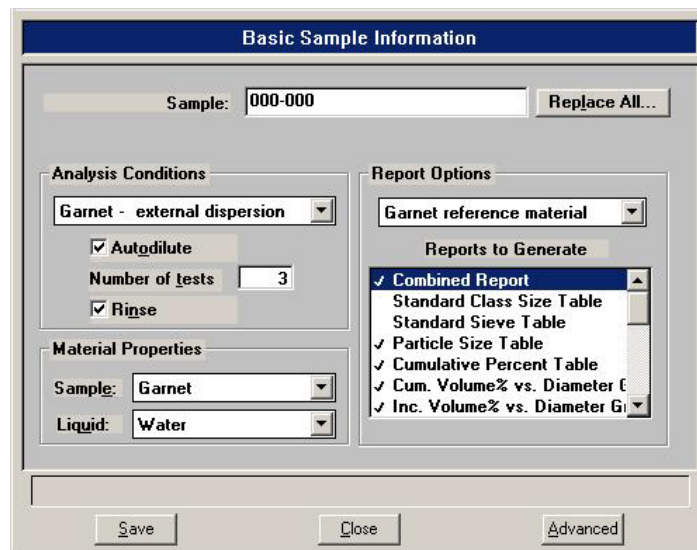 Basic Sample Information
Sample: 000-000 Replace All...
Analysis Conditions
Garnet - external dispersion
Autodilute
Number of tests 3
Rinse
Material Properties
Sample: Garnet
Liquid: Water
Report Options
Garnet reference material
Reports to Generate
Combined Report
Standard Class Size Table
Standard Sieve Table
Particle Size Table
Cumulative Percent Table
Cum. Volume% vs. Diameter G
Inc. Volume% vs. Diameter Gr
Save Close Advanced